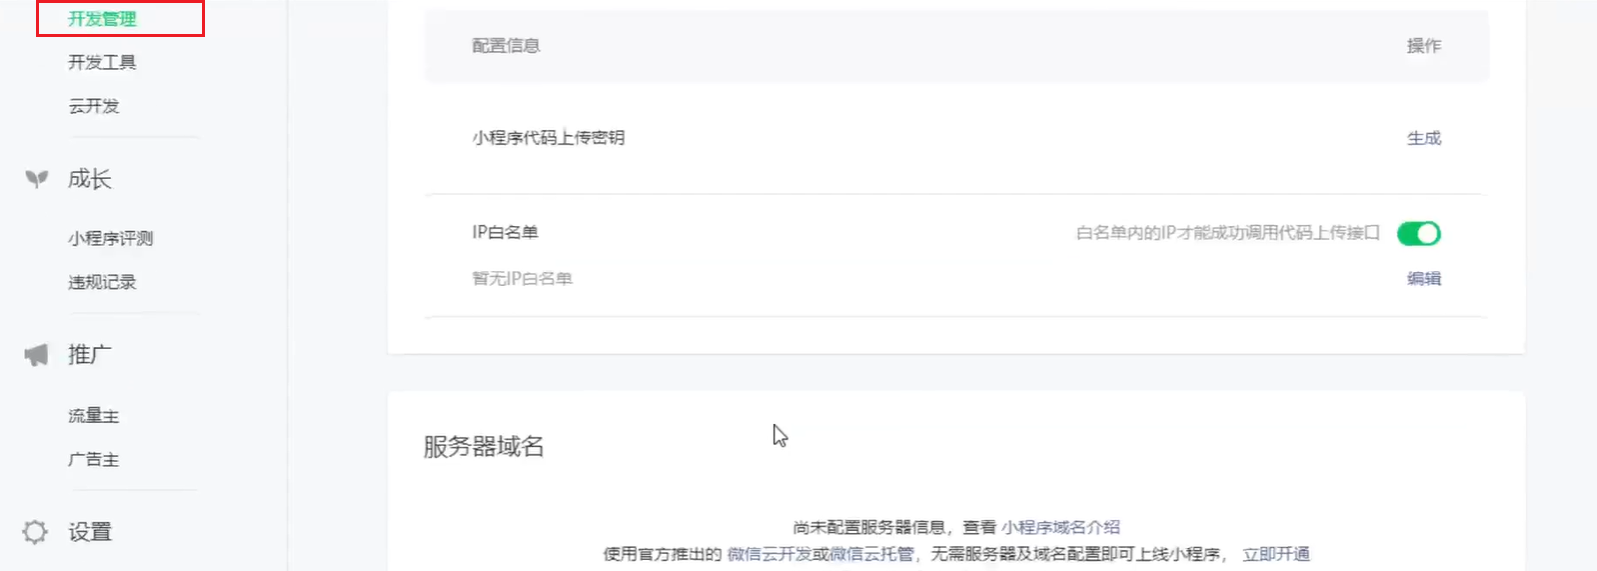 开发管理
开发工具
云开发
成长
小程序评测
违规记录
推广
流量主
广告主
设置
配置信息 操作
小程序代码上传密钥 生成
IP白名单 白名单内的IP才能成功调用代码上传接口
暂无IP白名单 编辑
服务器域名
尚未配置服务器信息，查看 小程序域名介绍
使用官方推出的 微信云开发或微信云托管，无需服务器及域名配置即可上线小程序， 立即开通